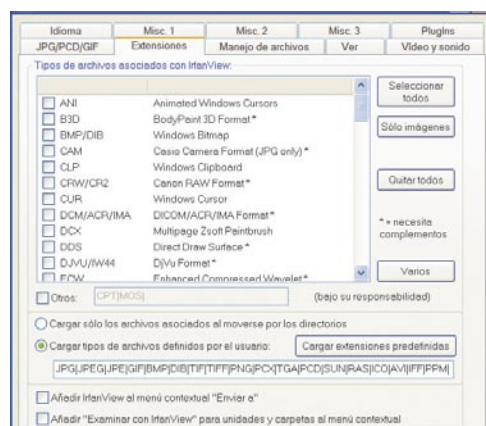 Idioma Misc. 1 Misc. 2 Misc. 3 PlugIns
JPG/PCD/GIF Extensiones Manejo de archivos Ver Vídeo y sonido
Tipos de archivos asociados con IrfanView:
ANI Animated Windows Cursors
B3D BodyPaint 3D Format *
BMP/DIB Windows Bitmap
CAM Casio Camera Format (JPG only) *
CLP Windows Clipboard
CRW/CR2 Canon RAW Format *
CUR Windows Cursor
DCM/ACR/IMA DICOM/ACR/IMA Format *
DCX Multipage Zsoft Paintbrush
DDS Direct Draw Surface *
DJVU/IW44 DjVu Format *
ECW Enhanced Compressed Wavelet *
Seleccionar
todos
Sólo imágenes
Quitar todos
* = necesita
complementos
Varios
Otros: CPT|MOS| (bajo su responsabilidad)
Cargar sólo los archivos asociados al moverse por los directorios
Cargar tipos de archivos definidos por el usuario: Cargar extensiones predefinidas
JPG|JPEG|JPE|GIF|BMP|DIB|TIF|TIFF|PNG|PCX|TGA|PCD|SUN|RAS|ICO|AVI|IFF|PPM|
Añadir IrfanView al menú contextual "Enviar a"
Añadir "Examinar con IrfanView" para unidades y carpetas al menú contextual